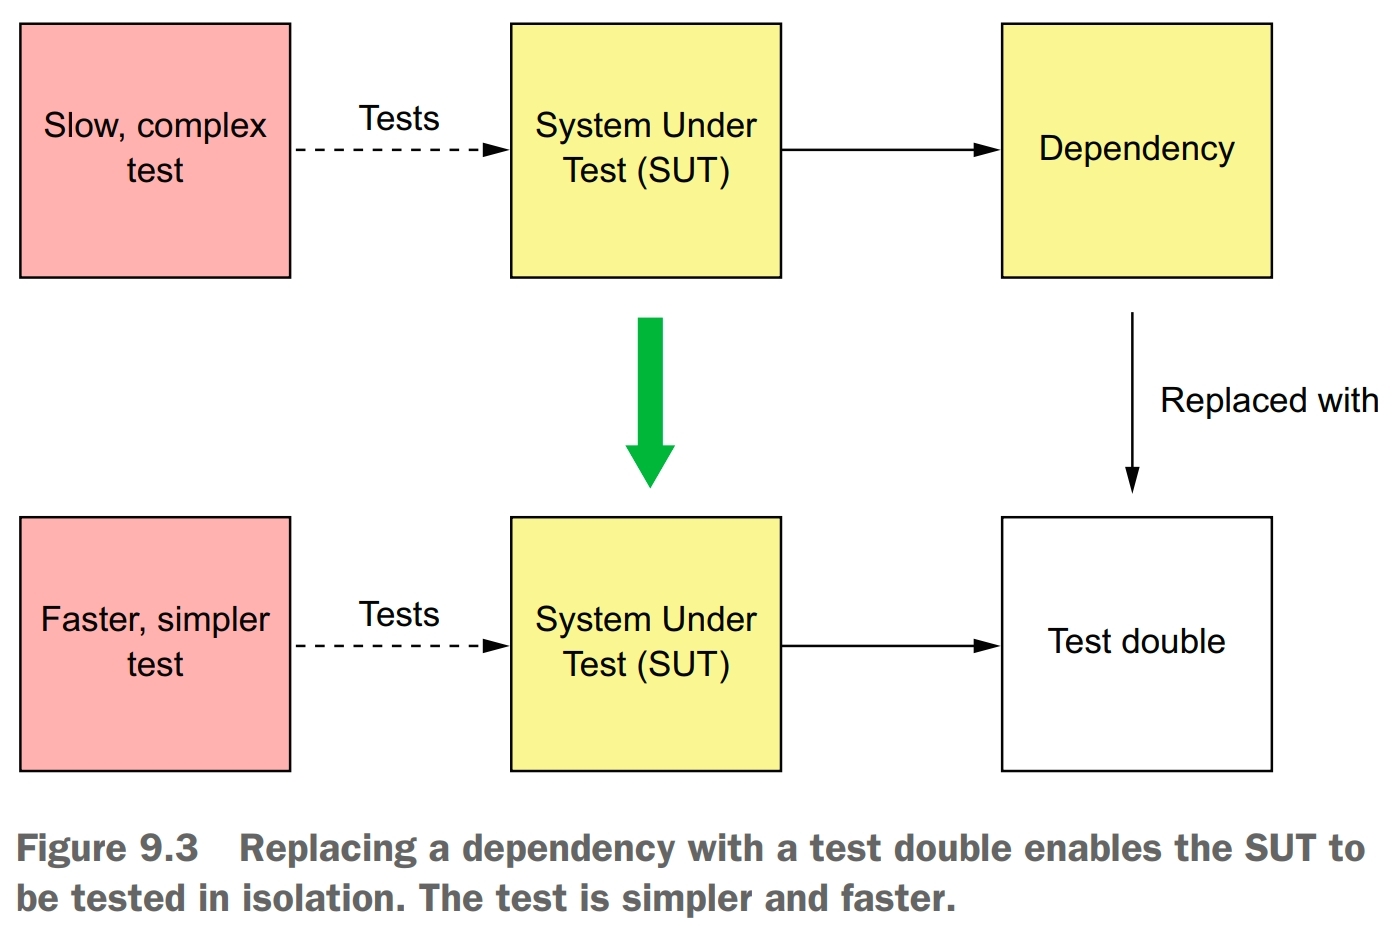 Slow, complex
test
Tests
System Under
Test (SUT)
Dependency
Replaced with
Faster, simpler
test
Tests
System Under
Test (SUT)
Test double
Figure 9.3 Replacing a dependency with a test double enables the SUT to
be tested in isolation. The test is simpler and faster.